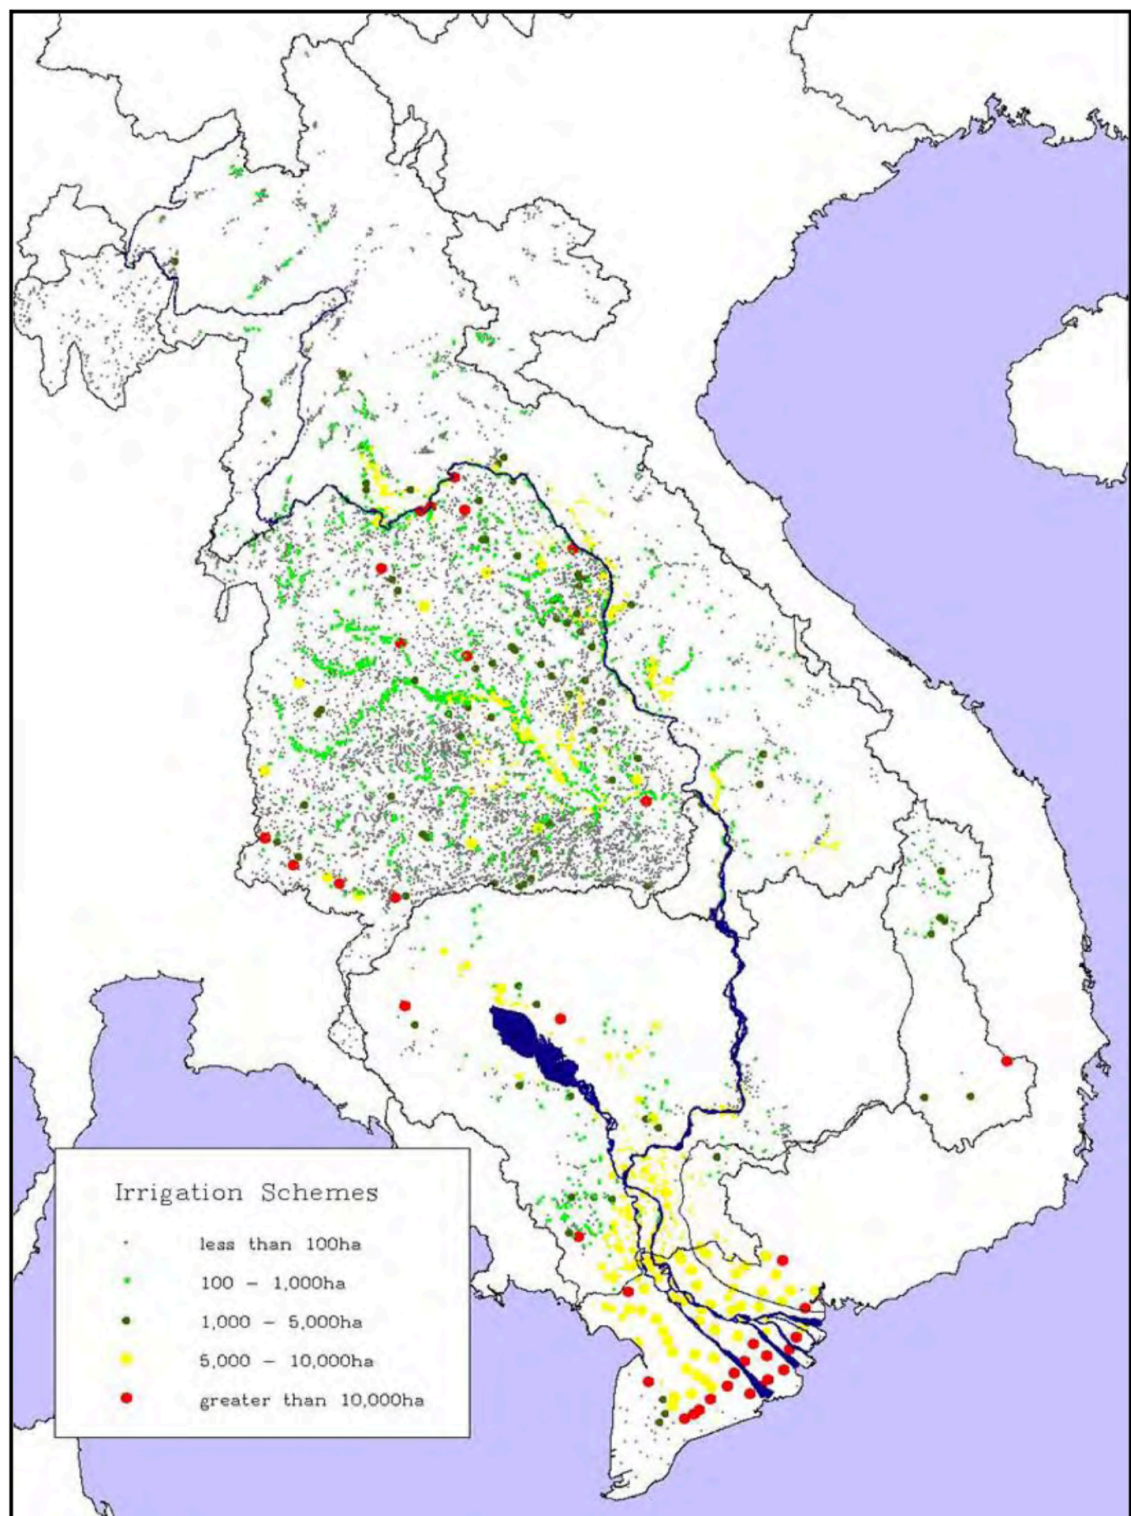 Irrigation Schemes
less than 100ha
100 – 1,000ha
1,000 – 5,000ha
5,000 – 10,000ha
greater than 10,000ha